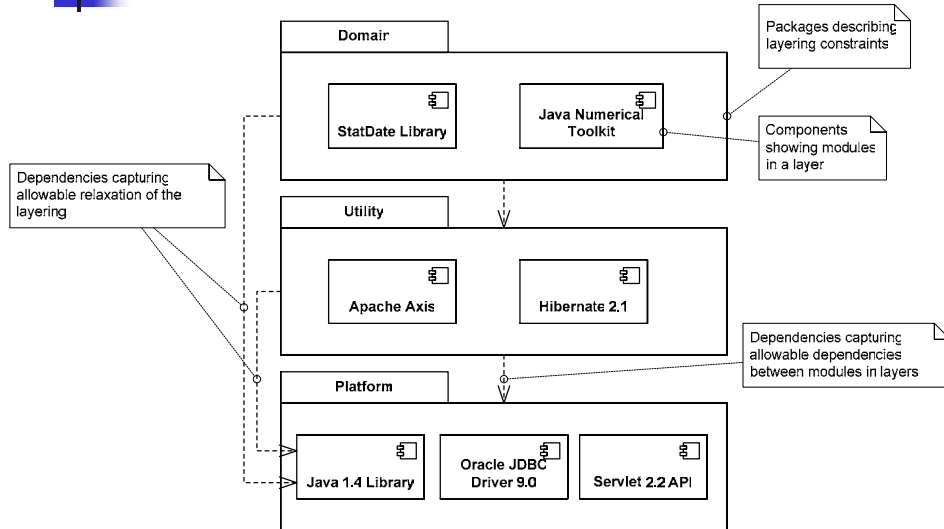 Domair
Packages describing
layering constraints
StatDate Library
Java Numerical
Toolkit
Components
showing modules
in a layer
Dependencies capturing
allowable relaxation of the
layering
Utility
Apache Axis
Hibernate 2.1
Dependencies capturing
allowable dependencies
between modules in layers
Platform
Java 1.4 Library
Oracle JDBC
Driver 9.0
Servlet 2.2 API